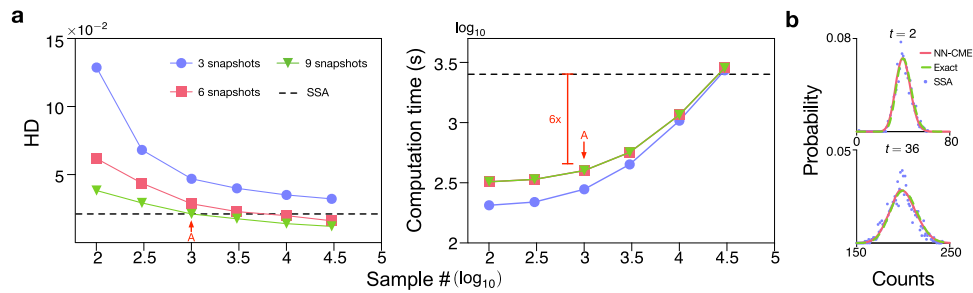 a
×10⁻²
15
10
5
HD
3 snapshots
9 snapshots
6 snapshots
SSA
A
2 2.5 3 3.5 4 4.5 5
log₁₀
4
3.5
3
2.5
2
Computation time (s)
6x
A
2 2.5 3 3.5 4 4.5 5
Sample # (log₁₀)
b
0.08
t = 2
NN-CME
Exact
SSA
0 80
0.05
t = 36
150 250
Probability
Counts